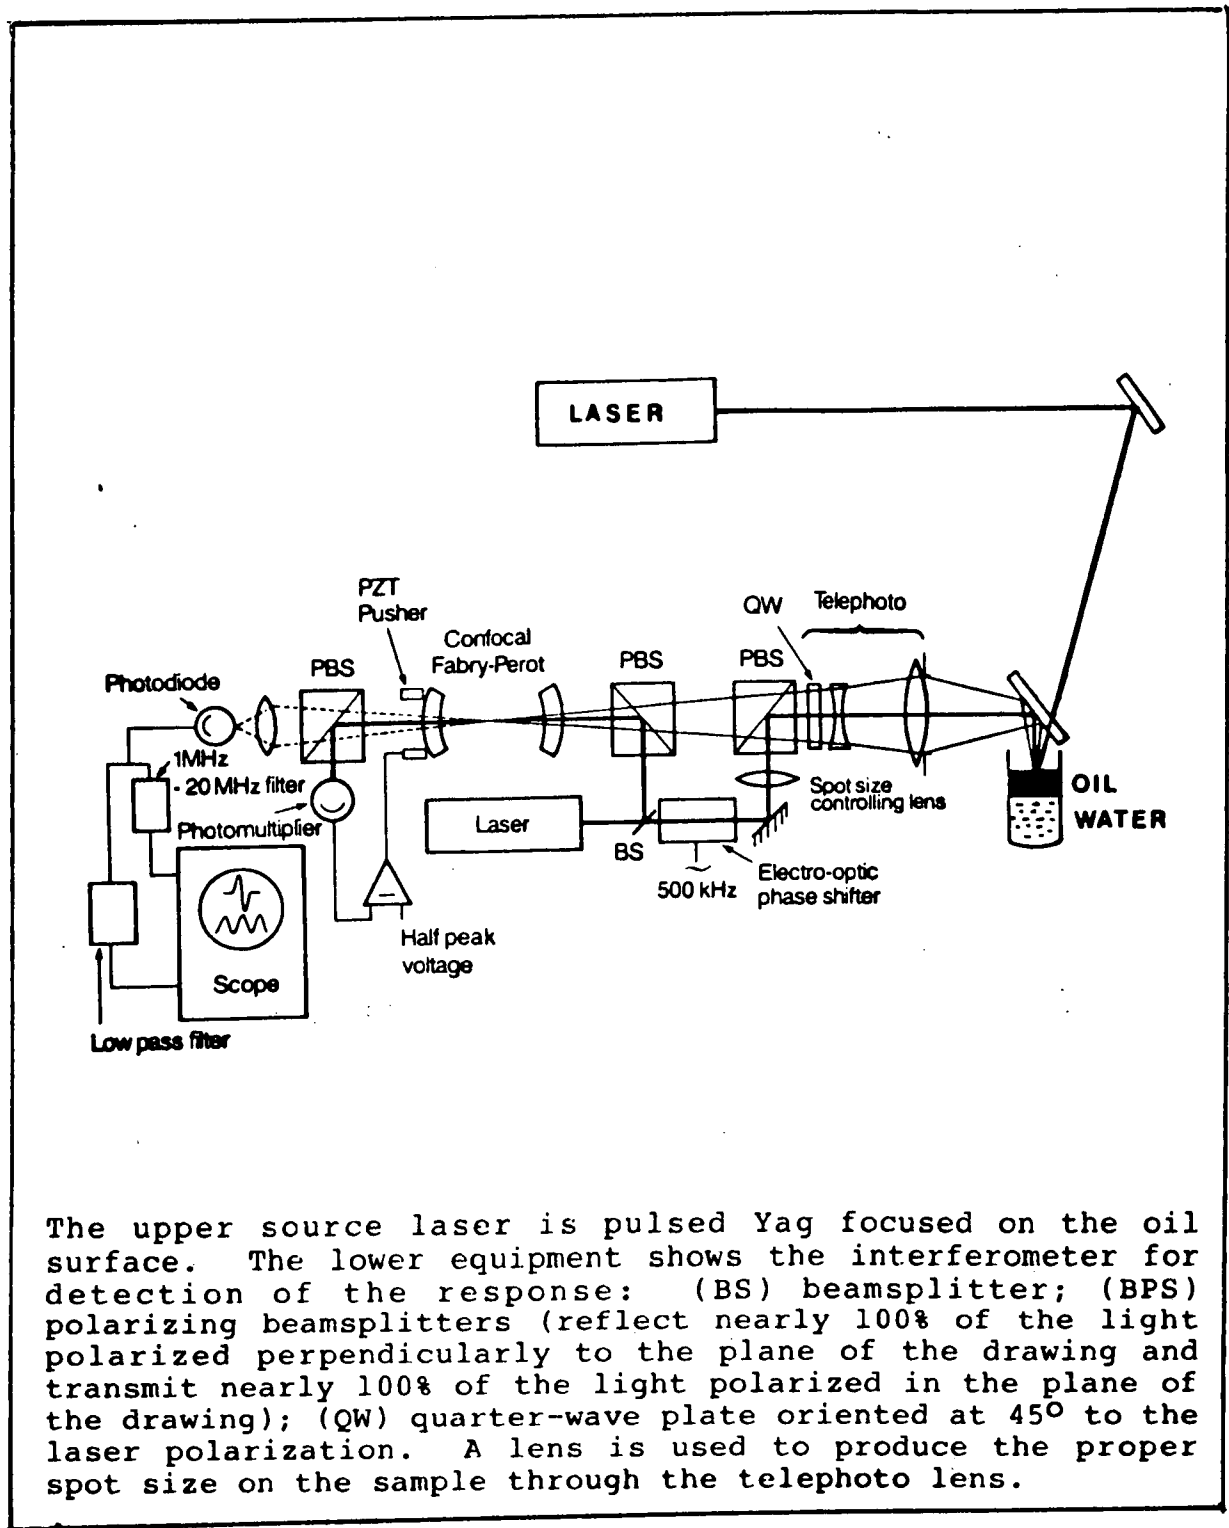 LASER
PZT
Pusher
QW
Telephoto
Confocal
Fabry-Perot
PBS
PBS
PBS
Photodiode
1MHz
- 20 MHz filter
Photomultiplier
Laser
BS
Spot size
controlling lens
OIL
WATER
500 kHz
Electro-optic
phase shifter
Half peak
voltage
Scope
Low pass filter
The upper source laser is pulsed Yag focused on the oil
surface. The lower equipment shows the interferometer for
detection of the response: (BS) beamsplitter; (BPS)
polarizing beamsplitters (reflect nearly 100% of the light
polarized perpendicularly to the plane of the drawing and
transmit nearly 100% of the light polarized in the plane of
the drawing); (QW) quarter-wave plate oriented at 45° to the
laser polarization. A lens is used to produce the proper
spot size on the sample through the telephoto lens.